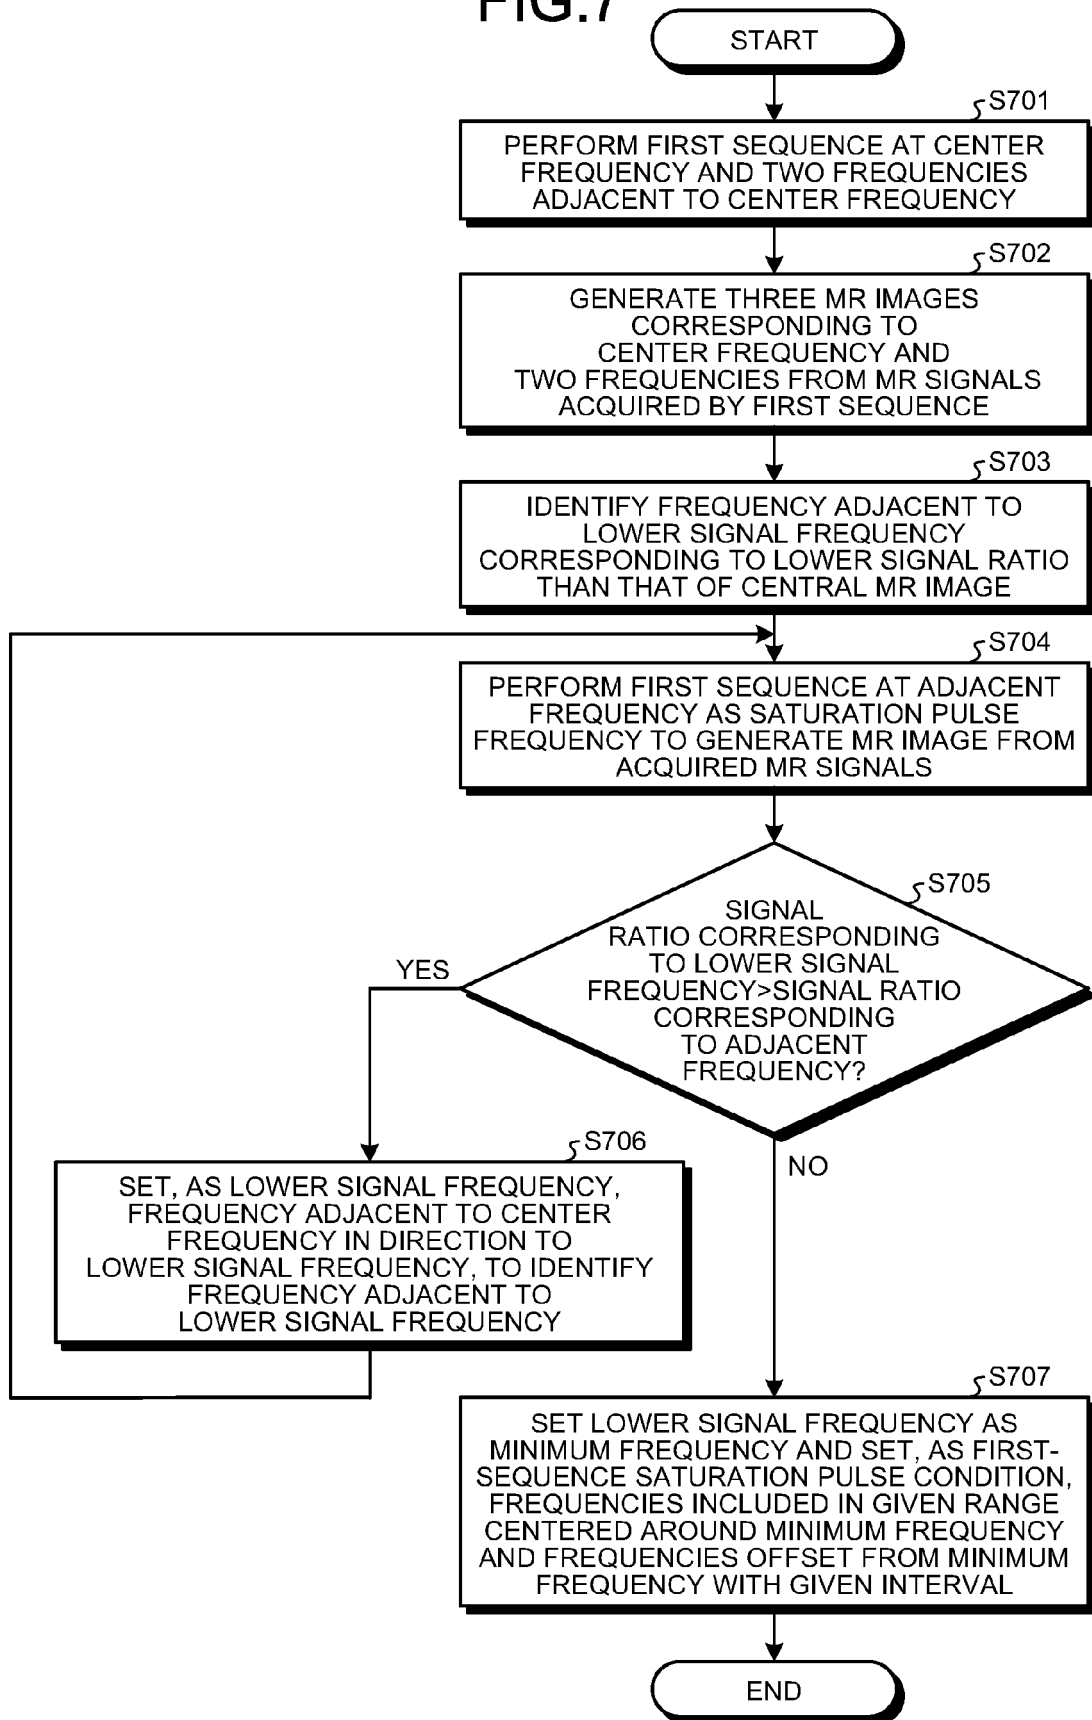 FIG.7
START
S701
PERFORM FIRST SEQUENCE AT CENTER
FREQUENCY AND TWO FREQUENCIES
ADJACENT TO CENTER FREQUENCY
S702
GENERATE THREE MR IMAGES
CORRESPONDING TO
CENTER FREQUENCY AND
TWO FREQUENCIES FROM MR SIGNALS
ACQUIRED BY FIRST SEQUENCE
S703
IDENTIFY FREQUENCY ADJACENT TO
LOWER SIGNAL FREQUENCY
CORRESPONDING TO LOWER SIGNAL RATIO
THAN THAT OF CENTRAL MR IMAGE
S704
PERFORM FIRST SEQUENCE AT ADJACENT
FREQUENCY AS SATURATION PULSE
FREQUENCY TO GENERATE MR IMAGE FROM
ACQUIRED MR SIGNALS
S705
SIGNAL
RATIO CORRESPONDING
TO LOWER SIGNAL
FREQUENCY>SIGNAL RATIO
CORRESPONDING
TO ADJACENT
FREQUENCY?
YES
NO
S706
SET, AS LOWER SIGNAL FREQUENCY,
FREQUENCY ADJACENT TO CENTER
FREQUENCY IN DIRECTION TO
LOWER SIGNAL FREQUENCY, TO IDENTIFY
FREQUENCY ADJACENT TO
LOWER SIGNAL FREQUENCY
S707
SET LOWER SIGNAL FREQUENCY AS
MINIMUM FREQUENCY AND SET, AS FIRST-
SEQUENCE SATURATION PULSE CONDITION,
FREQUENCIES INCLUDED IN GIVEN RANGE
CENTERED AROUND MINIMUM FREQUENCY
AND FREQUENCIES OFFSET FROM MINIMUM
FREQUENCY WITH GIVEN INTERVAL
END